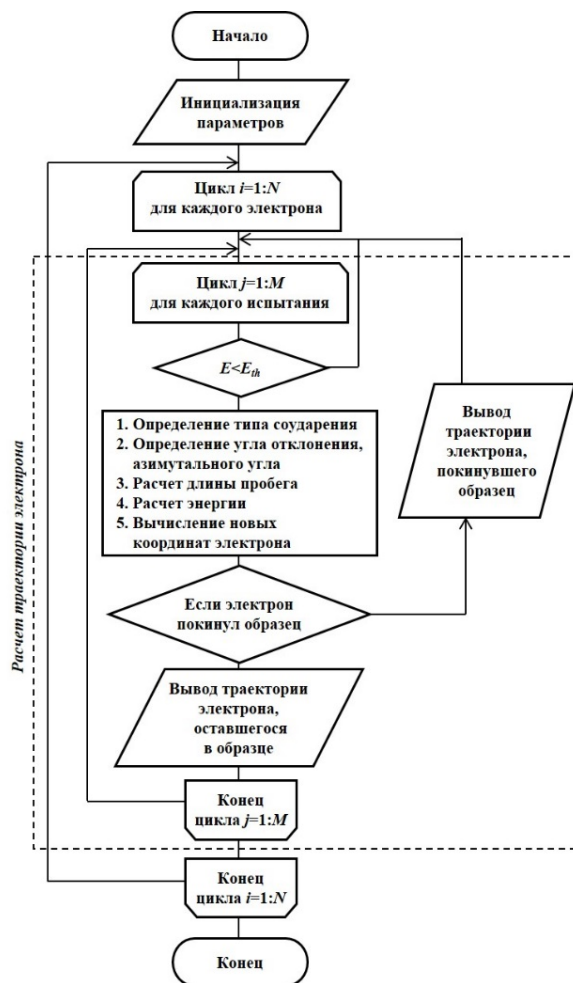 Начало
Инициализация
параметров
Цикл i=1:N
для каждого электрона
Цикл j=1:M
для каждого испытания
E<Eth
1. Определение типа соударения
2. Определение угла отклонения,
азимутального угла
3. Расчет длины пробега
4. Расчет энергии
5. Вычисление новых
координат электрона
Вывод
траектории
электрона,
покинувшего
образец
Если электрон
покинул образец
Вывод траектории
электрона,
оставшегося
в образце
Конец
цикла j=1:M
Конец
цикла i=1:N
Конец
Расчет траектории электрона